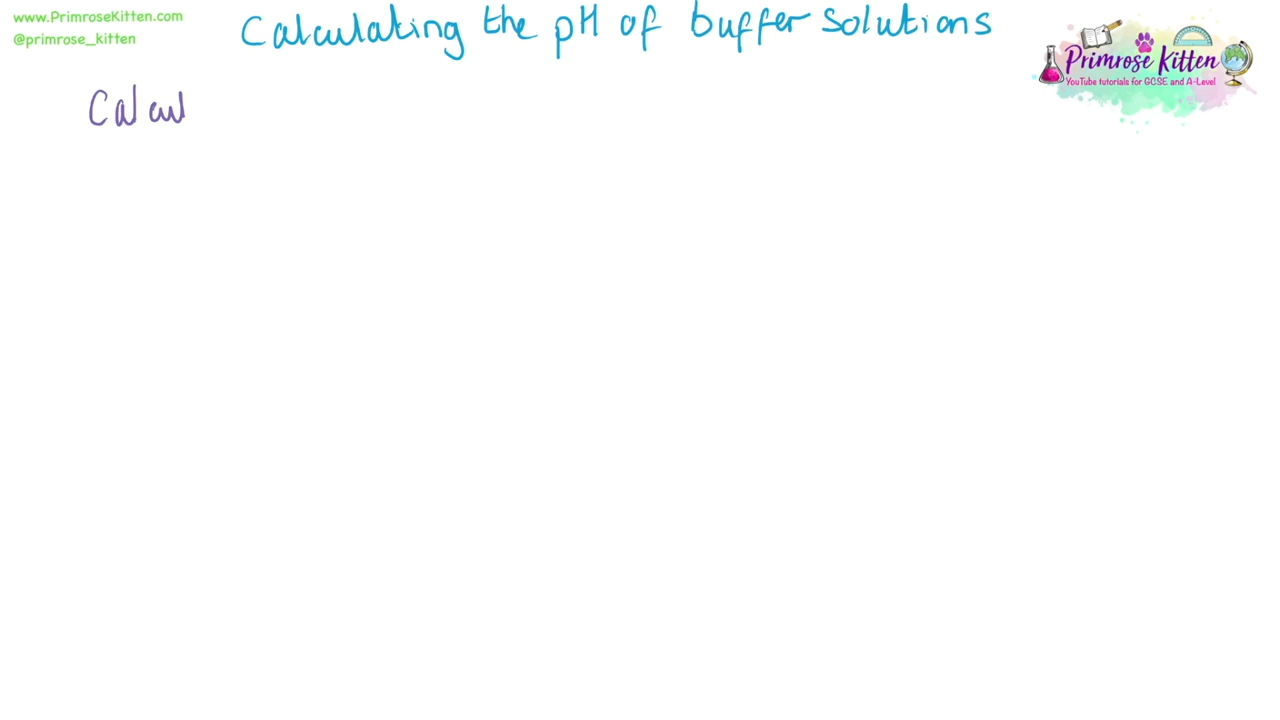 www.PrimroseKitten.com
@primrose_kitten
Calculating the pH of buffer solutions
Primrose Kitten
YouTube tutorials for GCSE and A-Level
Calcul